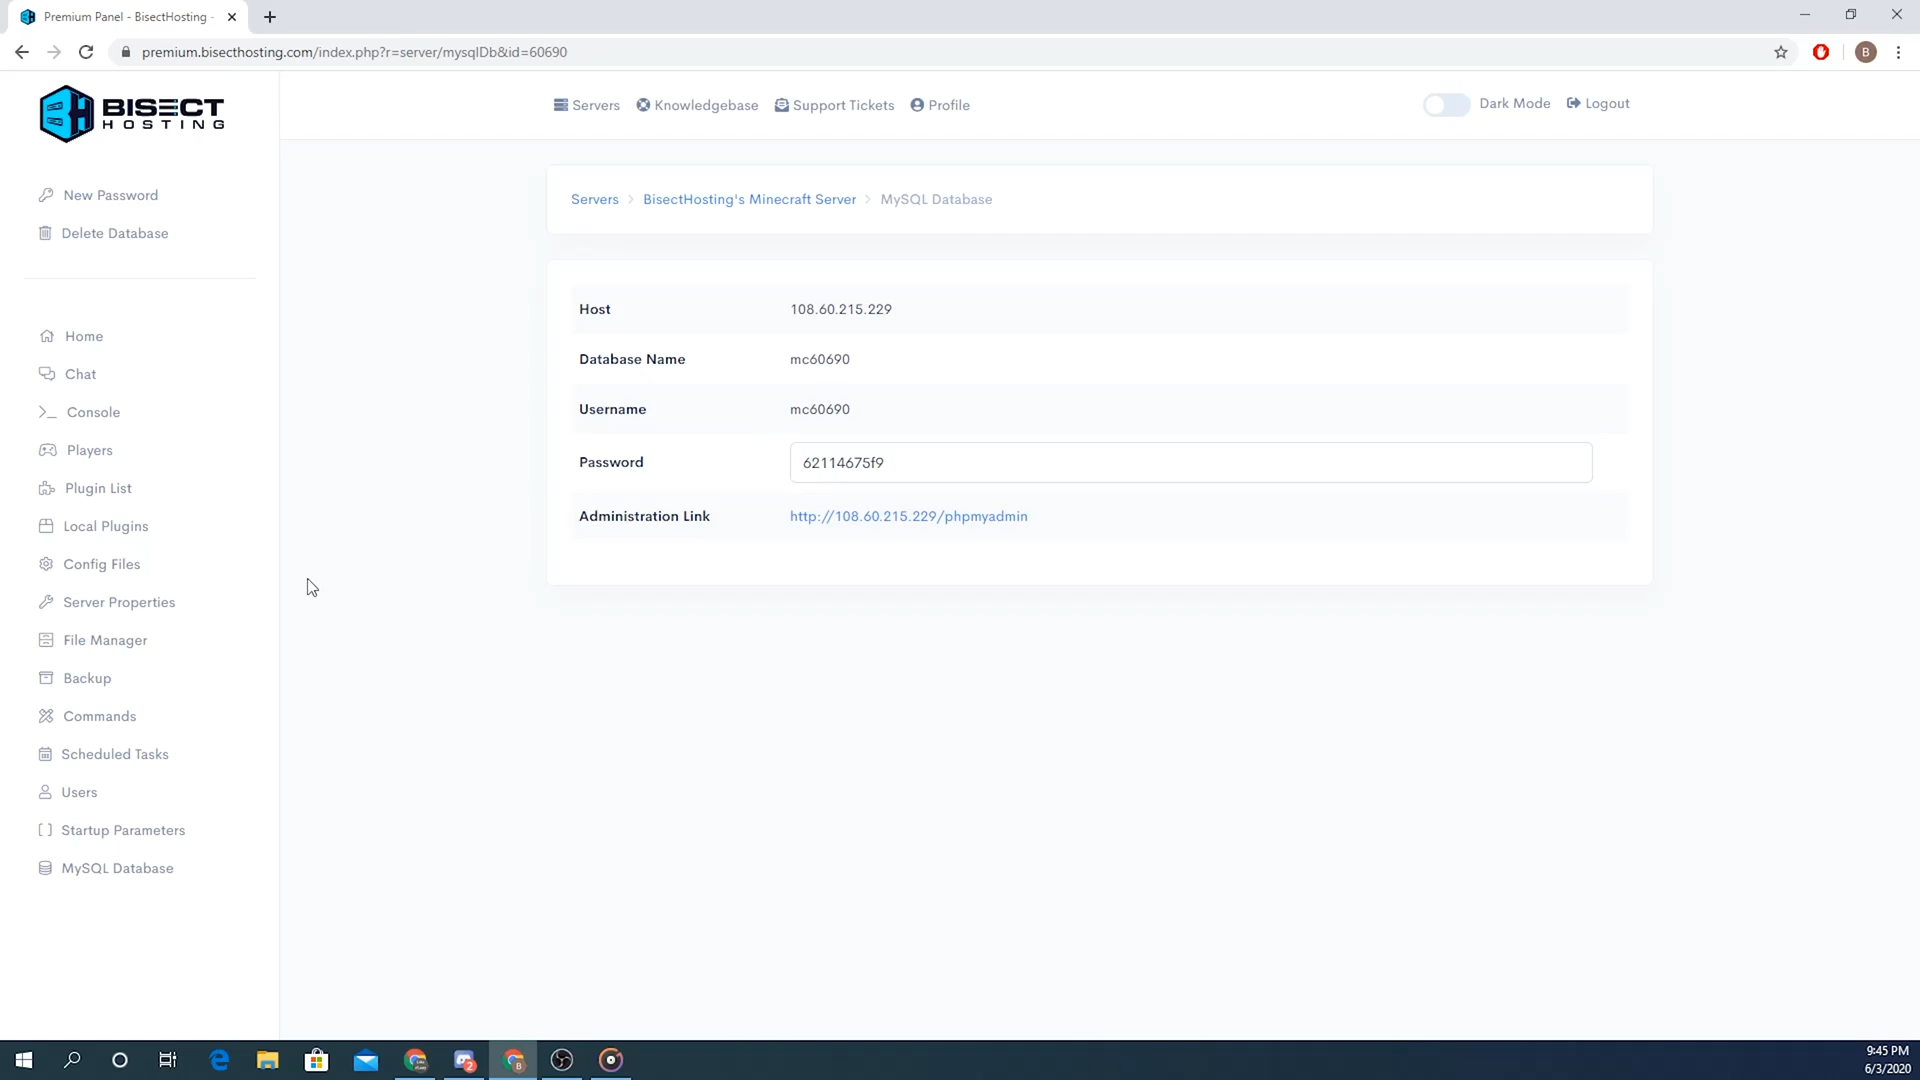 Premium Panel - BisectHosting -
premium.bisecthosting.com/index.php?r=server/mysqlDb&id=60690
B
BISECT
HOSTING
Servers
Knowledgebase
Support Tickets
Profile
Dark Mode
Logout
New Password
Delete Database
Servers > BisectHosting's Minecraft Server > MySQL Database
Host 108.60.215.229
Database Name mc60690
Username mc60690
Password 62114675f9
Administration Link http://108.60.215.229/phpmyadmin
Home
Chat
Console
Players
Plugin List
Local Plugins
Config Files
Server Properties
File Manager
Backup
Commands
Scheduled Tasks
Users
Startup Parameters
MySQL Database
2
B
9:45 PM
6/3/2020